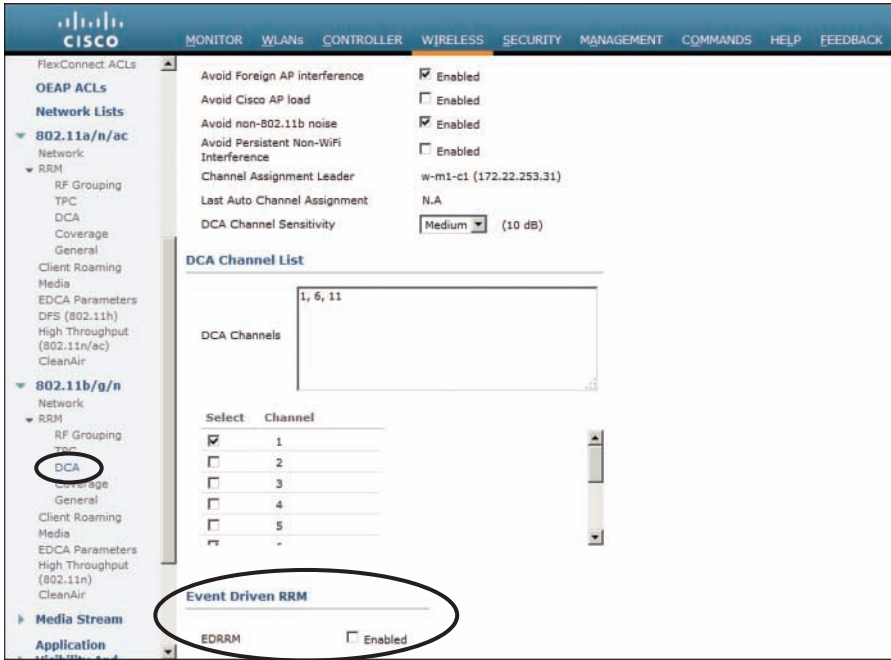 CISCO
MONITOR WLANs CONTROLLER WIRELESS SECURITY MANAGEMENT COMMANDS HELP FEEDBACK
FlexConnect ACLs
OEAP ACLs
Network Lists
802.11a/n/ac
Network
RRM
RF Grouping
TPC
DCA
Coverage
General
Client Roaming
Media
EDCA Parameters
DFS (802.11h)
High Throughput
(802.11n/ac)
CleanAir
802.11b/g/n
Network
RRM
RF Grouping
TPC
DCA
Coverage
General
Client Roaming
Media
EDCA Parameters
High Throughput
(802.11n)
CleanAir
Media Stream
Application
Visibility And
Avoid Foreign AP interference Enabled
Avoid Cisco AP load Enabled
Avoid non-802.11b noise Enabled
Avoid Persistent Non-WiFi
Interference Enabled
Channel Assignment Leader w-m1-c1 (172.22.253.31)
Last Auto Channel Assignment N.A
DCA Channel Sensitivity Medium (10 dB)
DCA Channel List
DCA Channels 1, 6, 11
Select Channel
1
2
3
4
5
Event Driven RRM
EDRRM Enabled